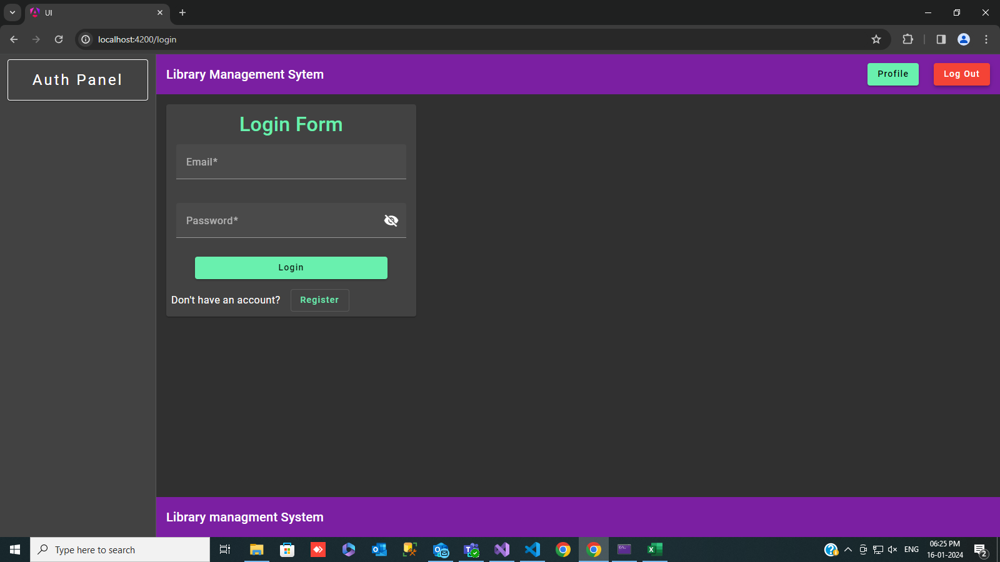 UI
localhost:4200/login
Auth Panel
Library Management Sytem
Profile
Log Out
Login Form
Email*
Password*
Login
Don't have an account?
Register
Library managment System
Type here to search
ENG
06:25 PM
16-01-2024
2